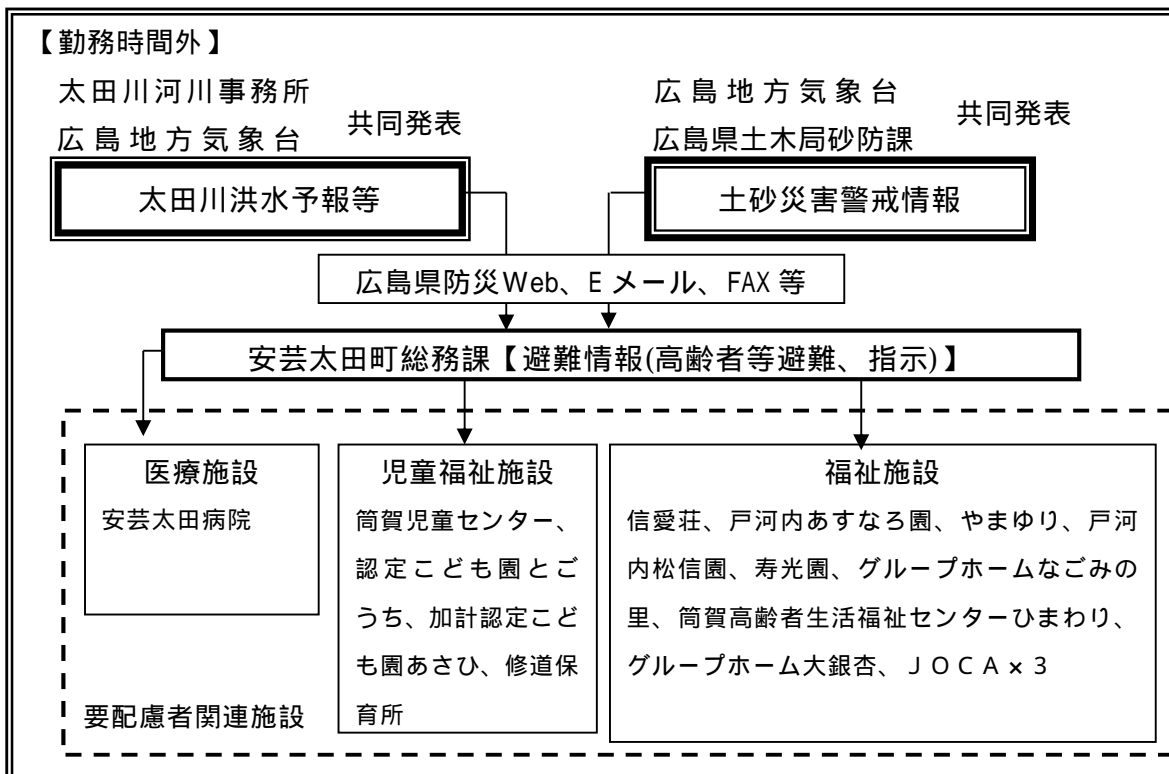 【勤務時間外】
太田川河川事務所
広島地方気象台
共同発表
太田川洪水予報等
広島地方気象台
広島県土木局砂防課
共同発表
土砂災害警戒情報
広島県防災Web、Eメール、FAX等
安芸太田町総務課【避難情報(高齢者等避難、指示)】
医療施設
安芸太田病院
児童福祉施設
筒賀児童センター、
認定こども園とご
うち、加計認定こど
も園あさひ、修道保
育所
福祉施設
信愛荘、戸河内あすなろ園、やまゆり、戸河
内松信園、寿光園、グループホームなごみの
里、筒賀高齢者生活福祉センターひまわり、
グループホーム大銀杏、ＪＯＣＡ×３
要配慮者関連施設